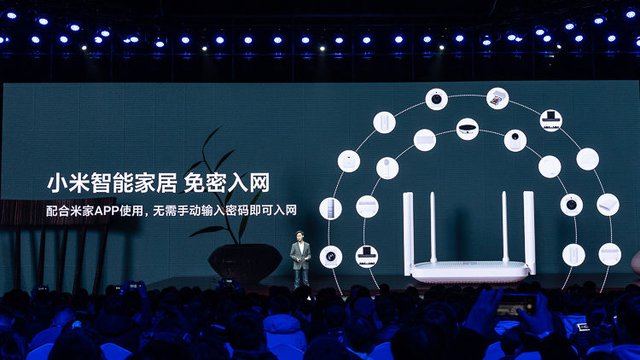 小米智能家居 免密入网
配合米家APP使用，无需手动输入密码即可入网